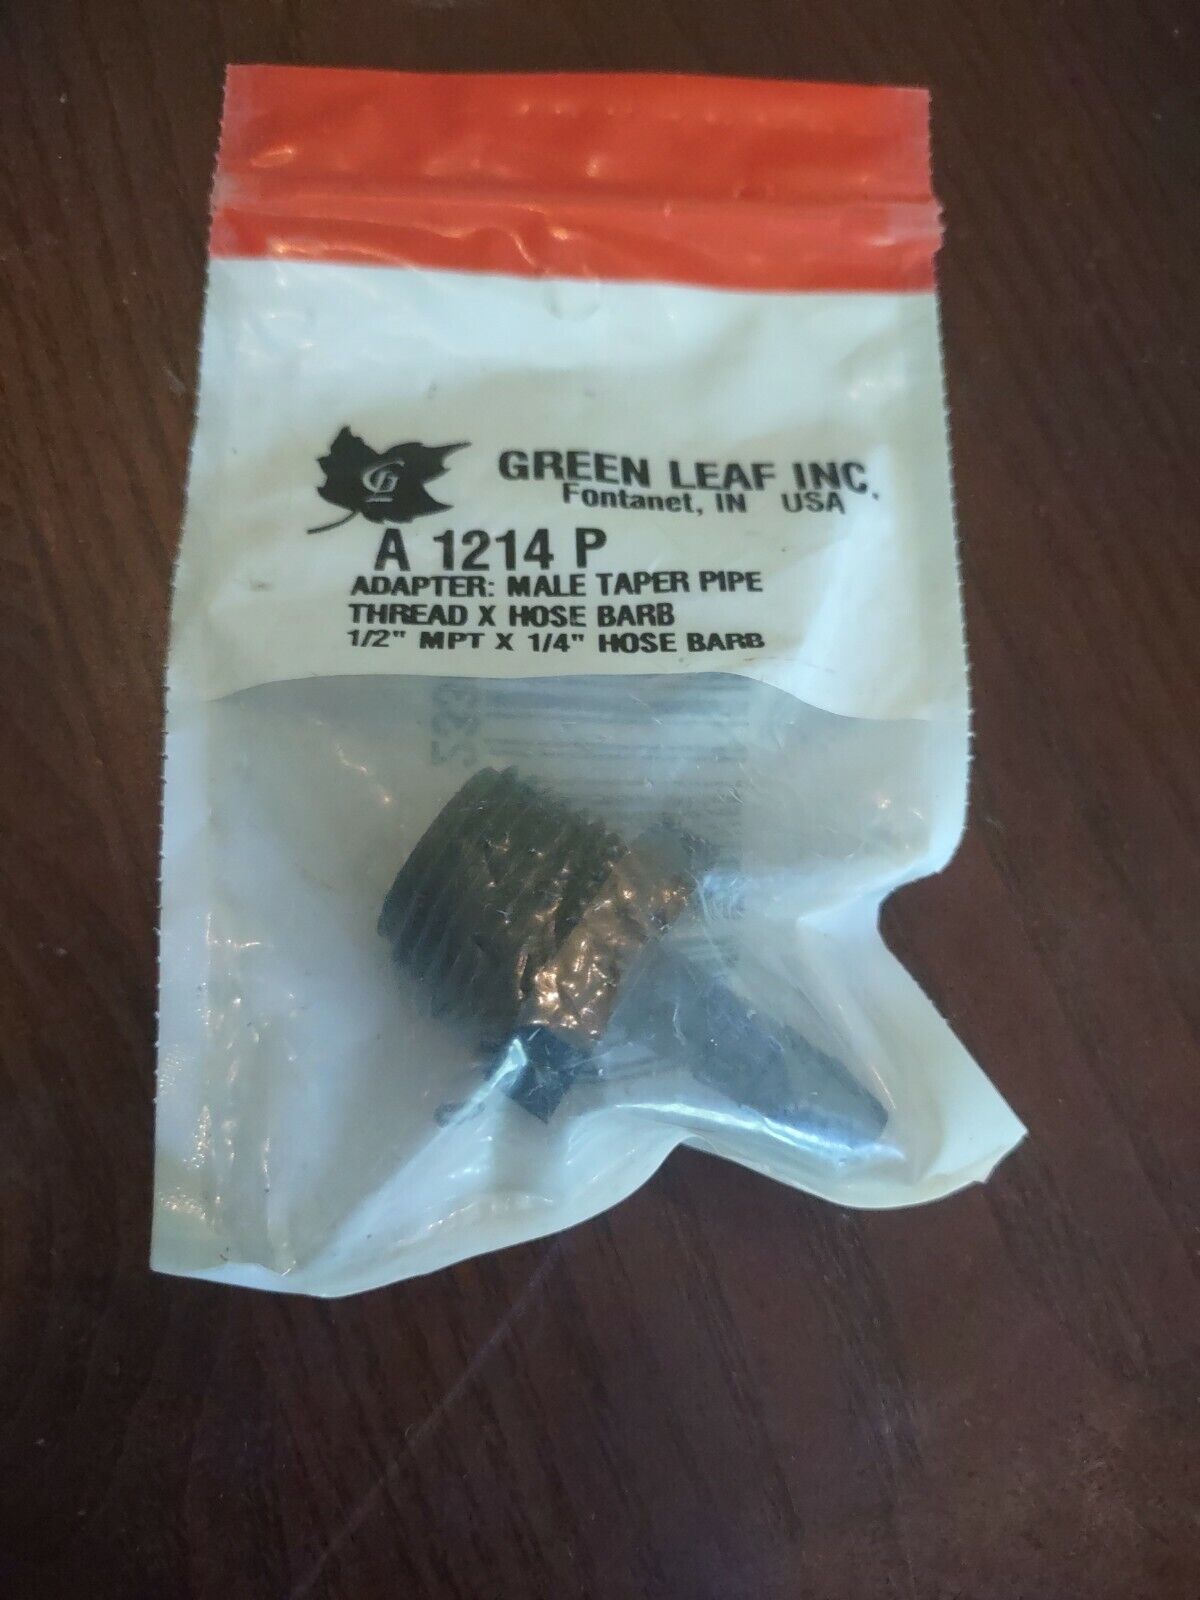 GREEN LEAF INC.
Fontanet, IN USA
A 1214 P
ADAPTER: MALE TAPER PIPE
THREAD X HOSE BARB
1/2" MPT X 1/4" HOSE BARB